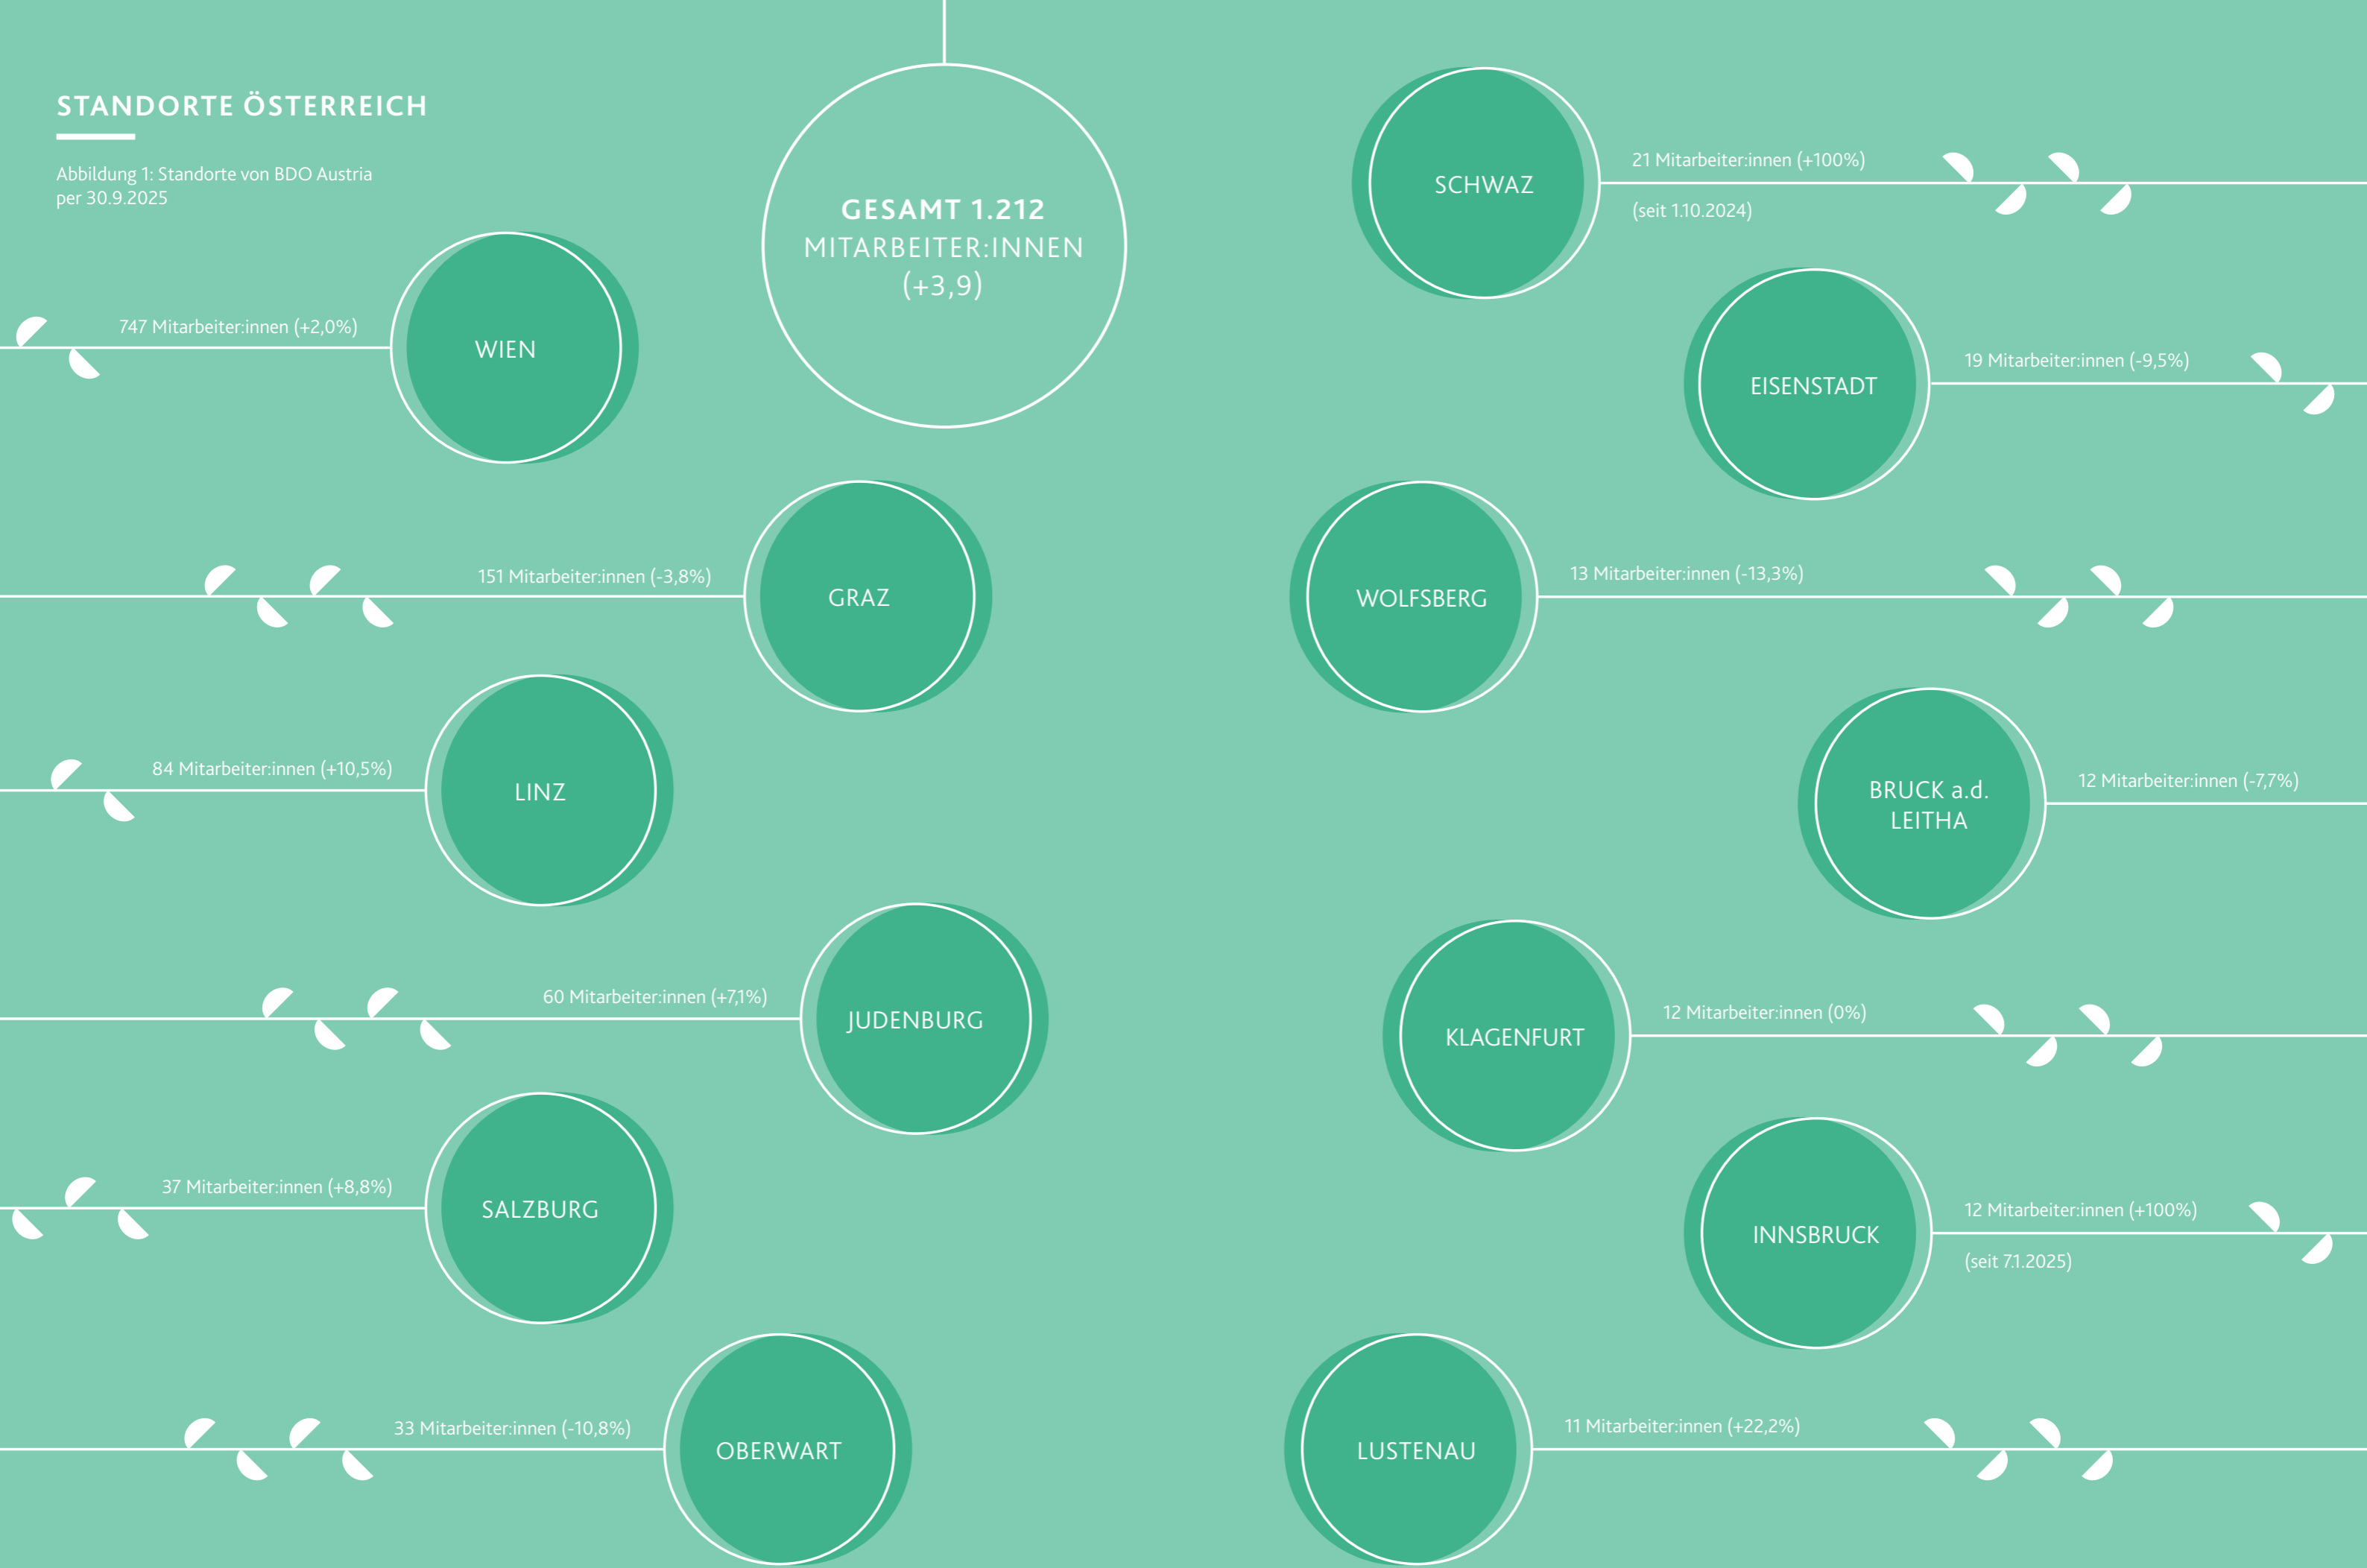 STANDORTE ÖSTERREICH
Abbildung 1: Standorte von BDO Austria
per 30.9.2025
GESAMT 1.212
MITARBEITER:INNEN
(+3,9)
747 Mitarbeiter:innen (+2,0%)
WIEN
151 Mitarbeiter:innen (-3,8%)
GRAZ
84 Mitarbeiter:innen (+10,5%)
LINZ
60 Mitarbeiter:innen (+7,1%)
JUDENBURG
37 Mitarbeiter:innen (+8,8%)
SALZBURG
33 Mitarbeiter:innen (-10,8%)
OBERWART
SCHWAZ
21 Mitarbeiter:innen (+100%)
(seit 1.10.2024)
EISENSTADT
19 Mitarbeiter:innen (-9,5%)
WOLFSBERG
13 Mitarbeiter:innen (-13,3%)
BRUCK a.d.
LEITHA
12 Mitarbeiter:innen (-7,7%)
KLAGENFURT
12 Mitarbeiter:innen (0%)
INNSBRUCK
12 Mitarbeiter:innen (+100%)
(seit 7.1.2025)
LUSTENAU
11 Mitarbeiter:innen (+22,2%)